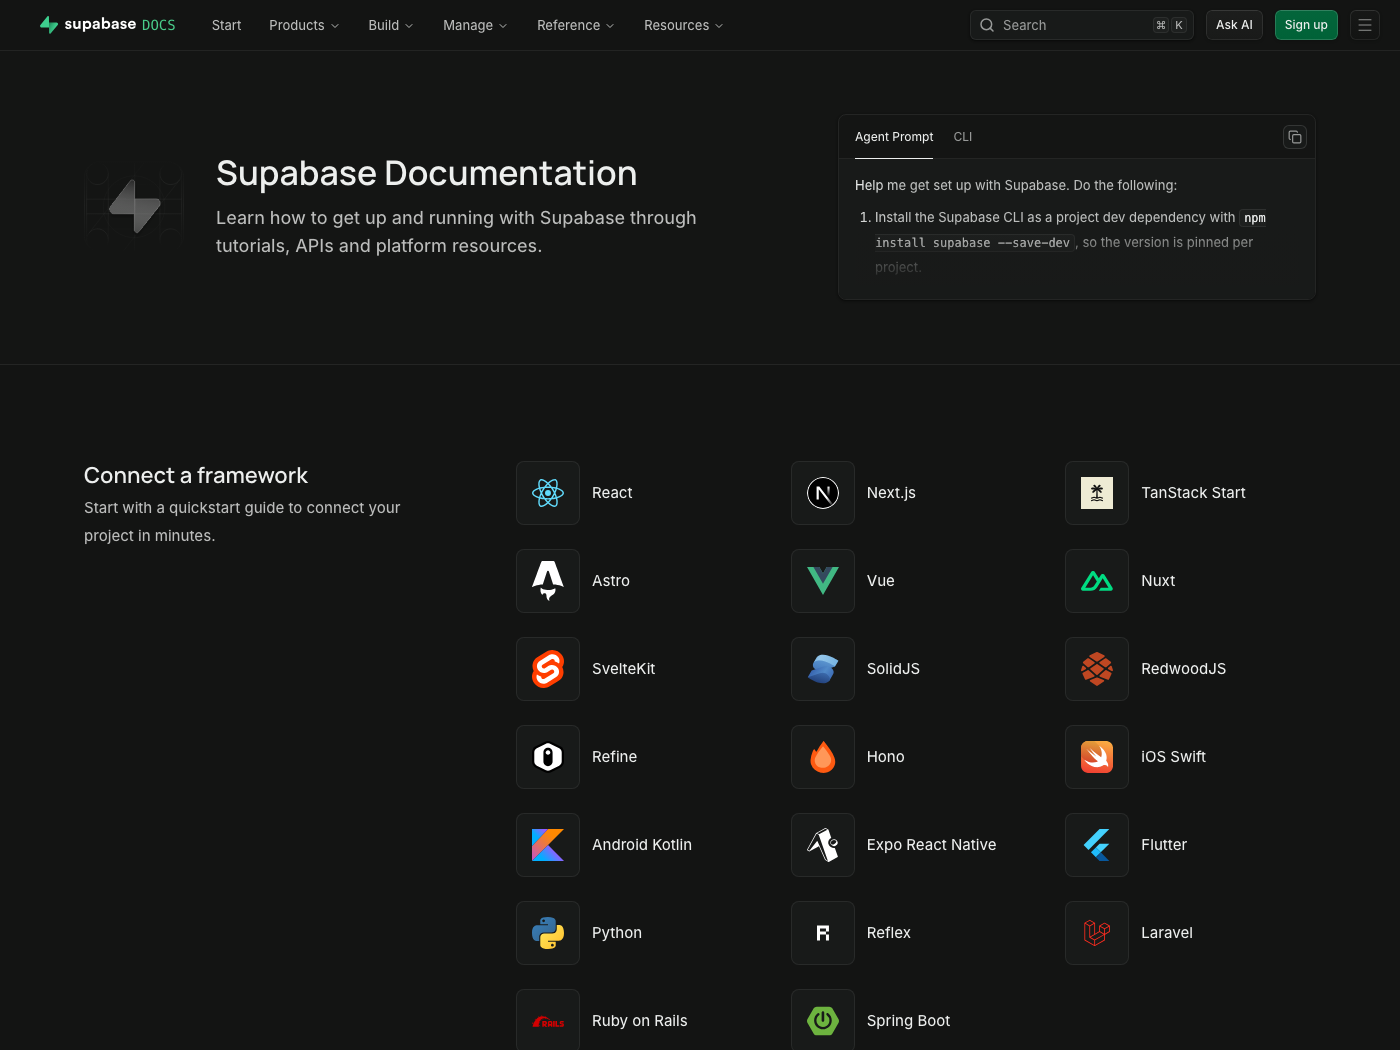 supabase DOCS
Start Products Build Manage Reference Resources
Search ⌘ K Ask AI Sign up
Supabase Documentation
Learn how to get up and running with Supabase through
tutorials, APIs and platform resources.
Agent Prompt CLI
Help me get set up with Supabase. Do the following:
1. Install the Supabase CLI as a project dev dependency with npm
install supabase --save-dev, so the version is pinned per
project.
Connect a framework
Start with a quickstart guide to connect your
project in minutes.
React Next.js TanStack Start
Astro Vue Nuxt
SvelteKit SolidJS RedwoodJS
Refine Hono iOS Swift
Android Kotlin Expo React Native Flutter
Python Reflex Laravel
RAILS Ruby on Rails Spring Boot